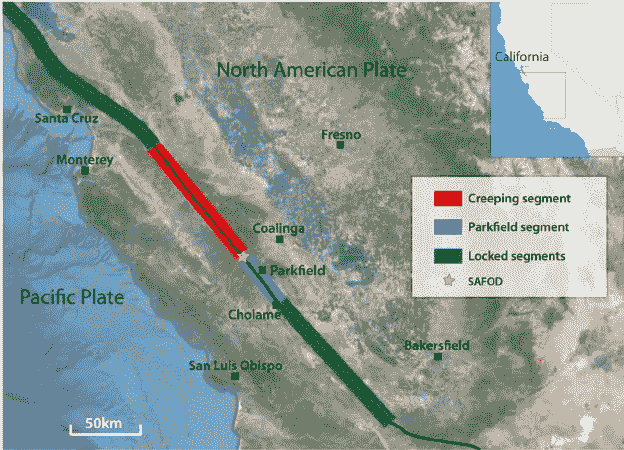 California
North American Plate
Santa Cruz
Fresno
Monterey
Creeping segment
Parkfield segment
Locked segments
SAFOD
Coalinga
Parkfield
Pacific Plate
Cholame
San Luis Obispo
Bakersfield
50km